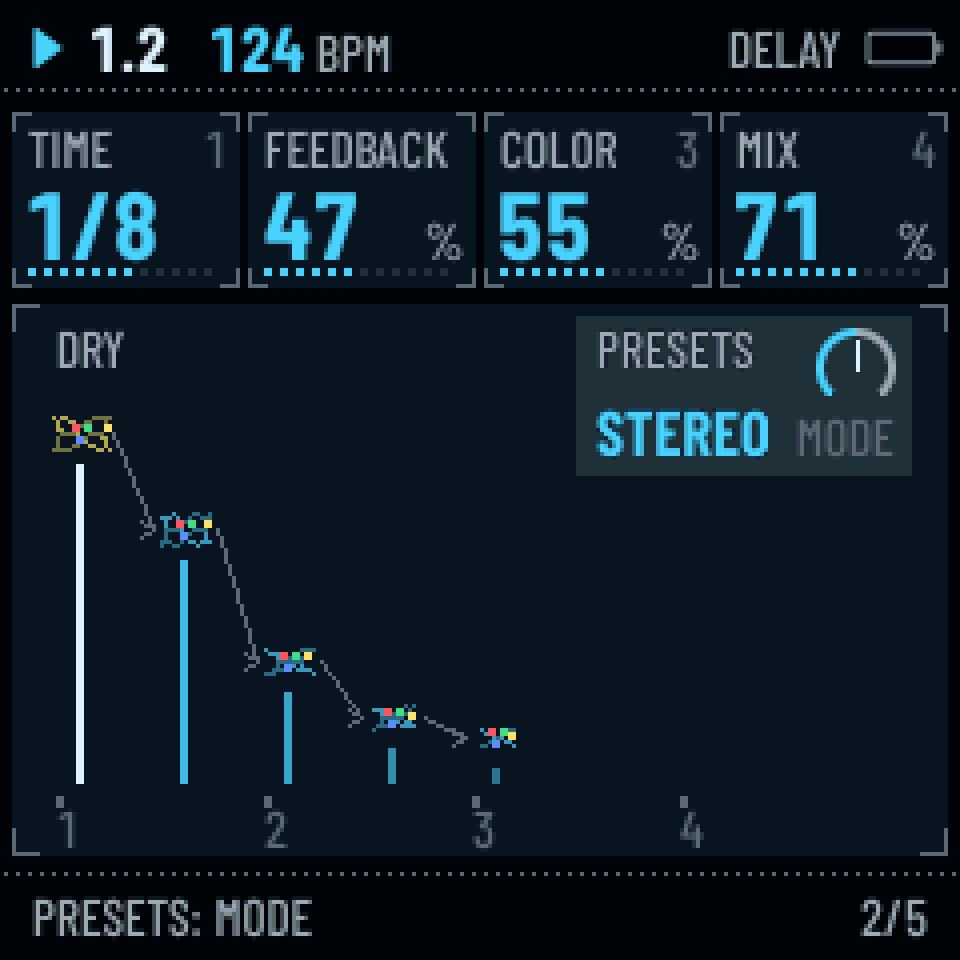 1.2 124 BPM DELAY
TIME 1 FEEDBACK COLOR 3 MIX 4
1/8 47 % 55 % 71 %
DRY PRESETS
STEREO MODE
1 2 3 4
PRESETS: MODE 2/5